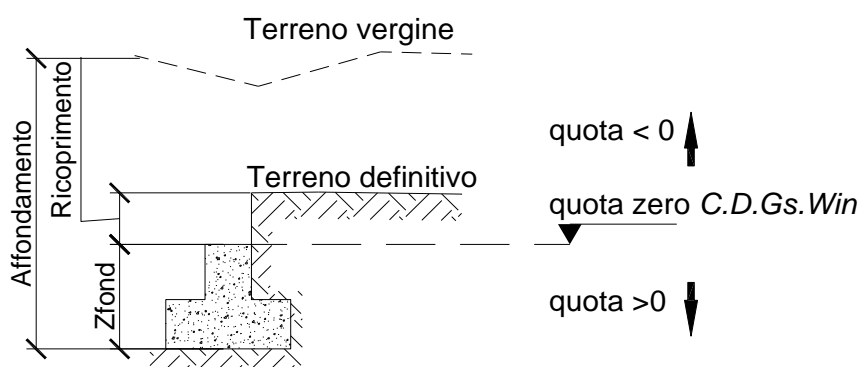 Terreno vergine
Affondamento
Ricoprimento
quota < 0
Terreno definitivo
quota zero C.D.Gs.Win
Zfond
quota >0